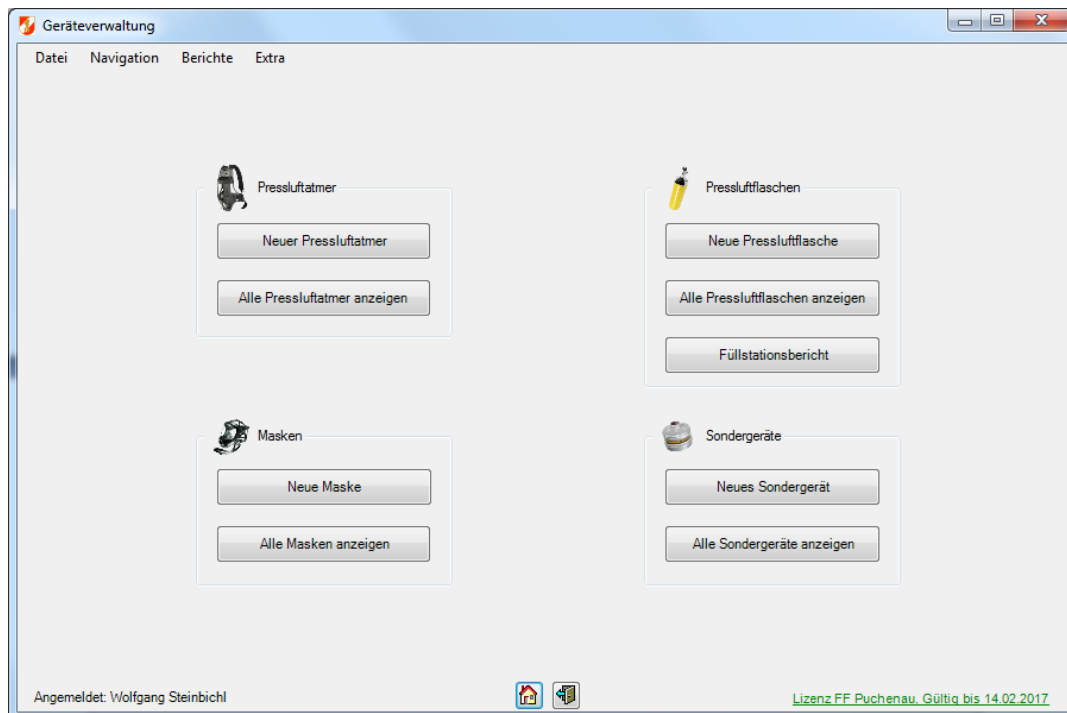 Geräteverwaltung
Datei Navigation Berichte Extra
Pressluftatmer
Neuer Pressluftatmer
Alle Pressluftatmer anzeigen
Pressluftflaschen
Neue Pressluftflasche
Alle Pressluftflaschen anzeigen
Füllstationsbericht
Masken
Neue Maske
Alle Masken anzeigen
Sondergeräte
Neues Sondergerät
Alle Sondergeräte anzeigen
Angemeldet: Wolfgang Steinbichl
Lizenz FF Puchenau, Gültig bis 14.02.2017